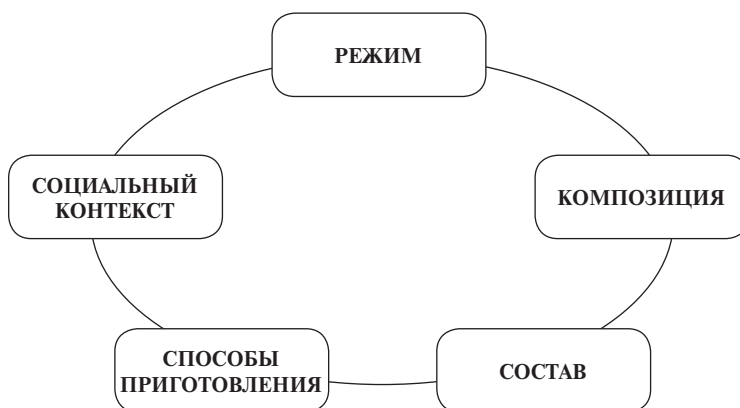 РЕЖИМ
СОЦИАЛЬНЫЙ
КОНТЕКСТ
КОМПОЗИЦИЯ
СПОСОБЫ
ПРИГОТОВЛЕНИЯ
СОСТАВ